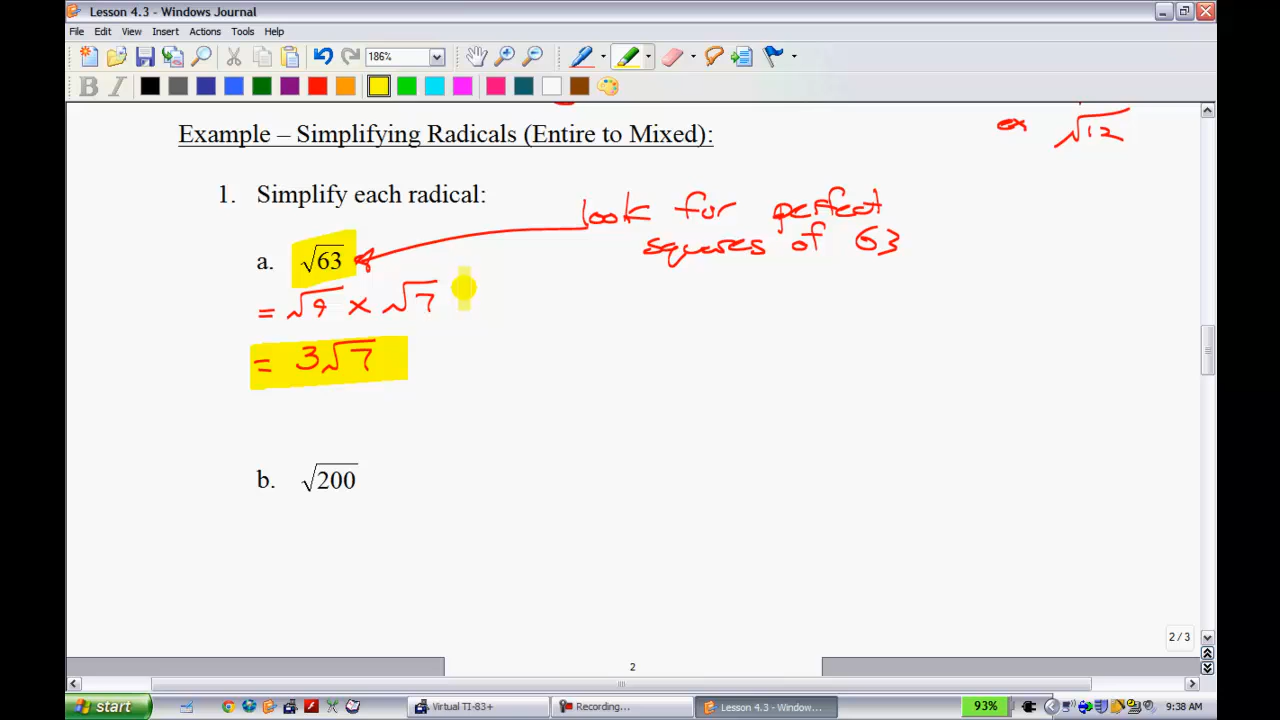 Lesson 4.3 - Windows Journal
File Edit View Insert Actions Tools Help
186%
B I
ex √12
Example – Simplifying Radicals (Entire to Mixed):
1. Simplify each radical:
look for perfect
squares of 63
a. √63
= √9 × √7
= 3√7
b. √200
2/3
2
start Virtual TI-83+ Recording... Lesson 4.3 - Window... 93% 9:38 AM